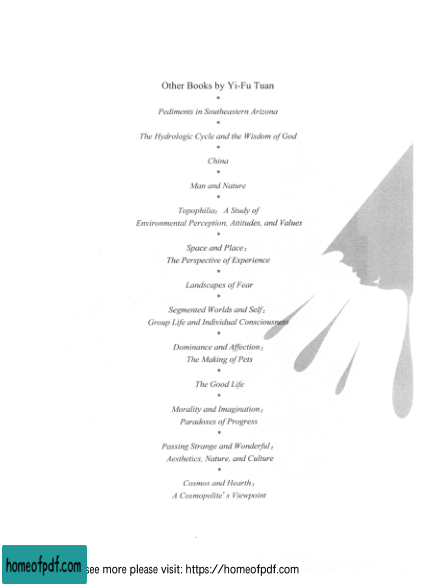 Other Books by Yi-Fu Tuan
*
Pediments in Southeastern Arizona
*
The Hydrologic Cycle and the Wisdom of God
*
China
*
Man and Nature
*
Topophilia: A Study of
Environmental Perception, Attitudes, and Values
*
Space and Place:
The Perspective of Experience
*
Landscapes of Fear
*
Segmented Worlds and Self:
Group Life and Individual Consciousness
*
Dominance and Affection:
The Making of Pets
*
The Good Life
*
Morality and Imagination:
Paradoxes of Progress
*
Passing Strange and Wonderful:
Aesthetics, Nature, and Culture
*
Cosmos and Hearth:
A Cosmopolite's Viewpoint
homeofpdf.com
see more please visit: https://homeofpdf.com